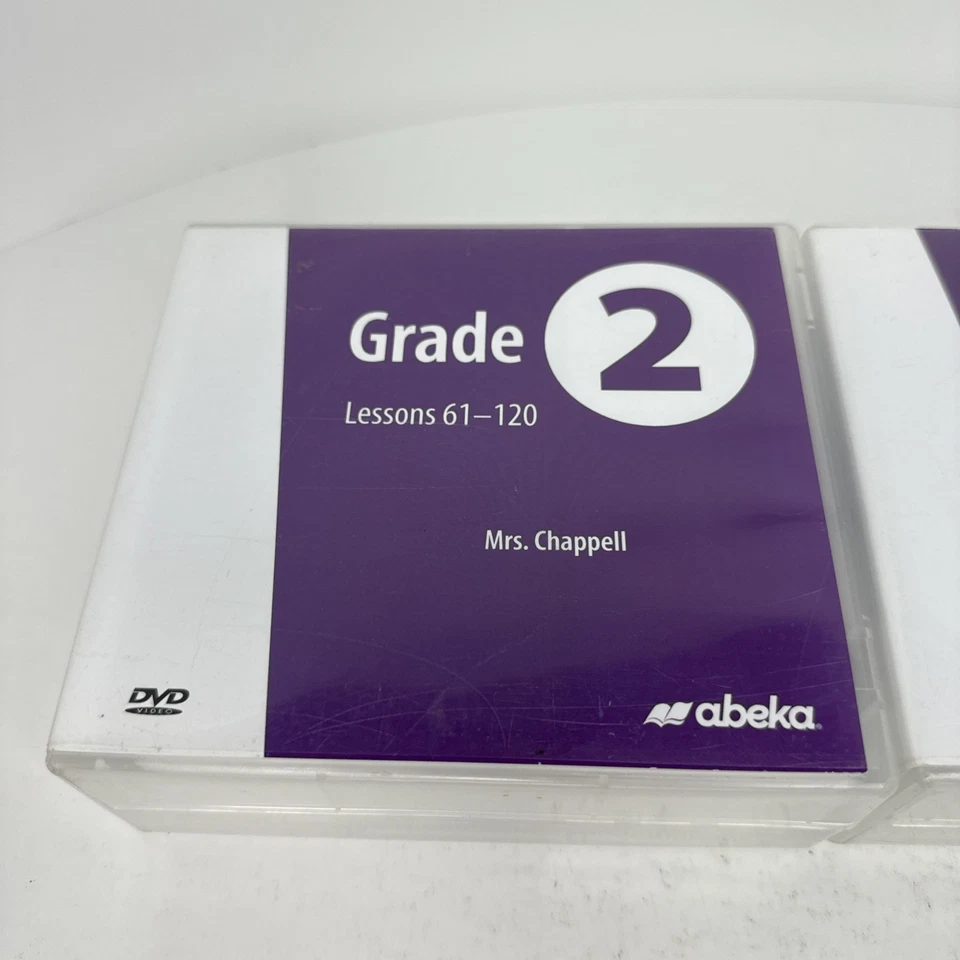 Grade 2
Lessons 61–120
Mrs. Chappell
DVD
VIDEO
abeka